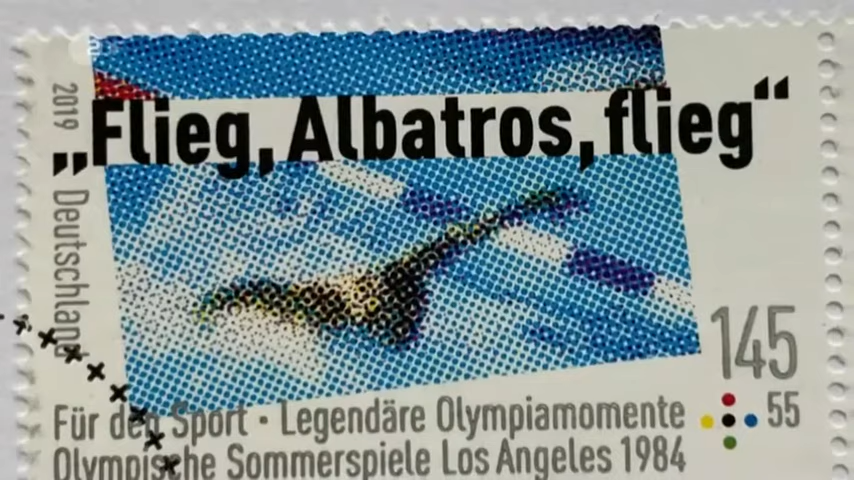 2019 Deutschland
„Flieg, Albatros, flieg“
145
55
Für den Sport · Legendäre Olympiamomente
Olympische Sommerspiele Los Angeles 1984